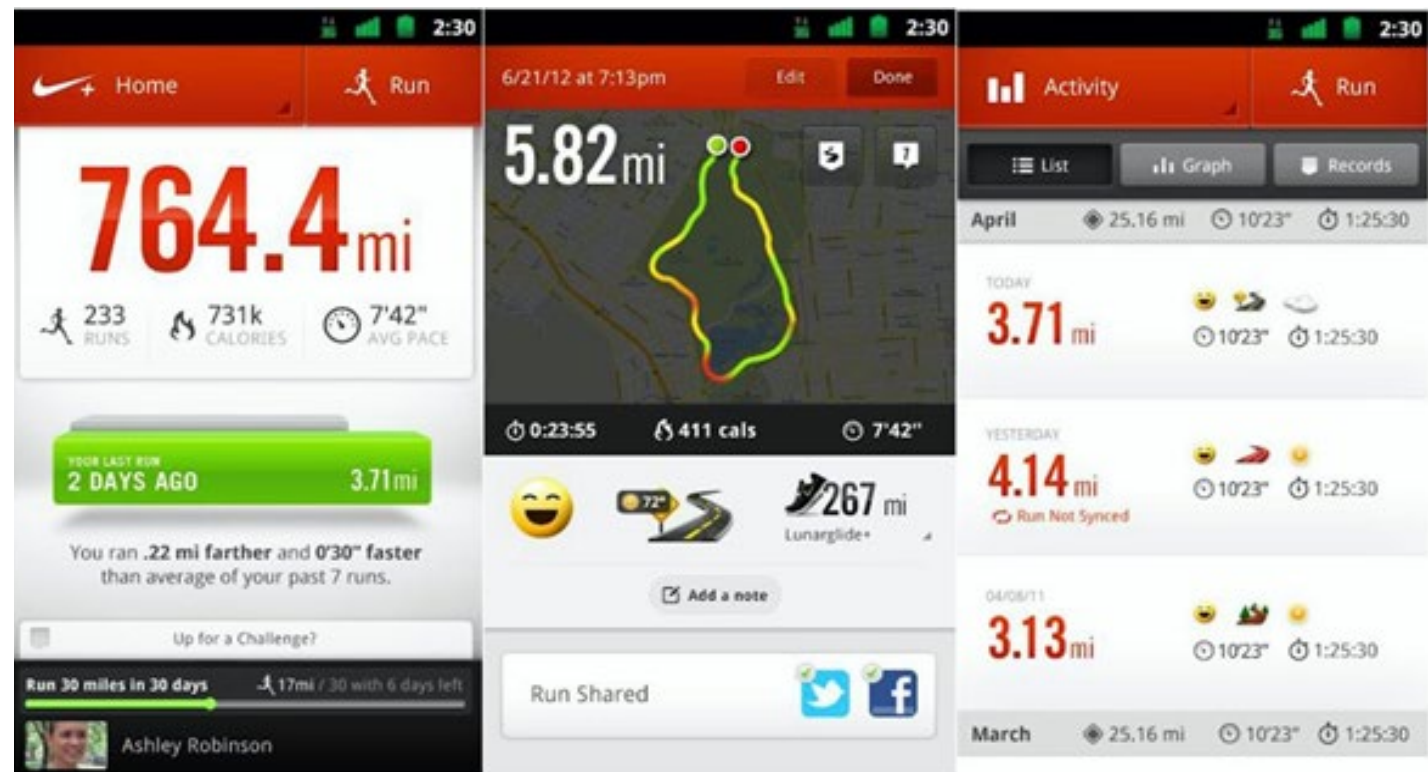 2:30
Home
Run
764.4mi
233 RUNS
731k CALORIES
7'42" AVG PACE
YOUR LAST RUN
2 DAYS AGO 3.71mi
You ran .22 mi farther and 0'30" faster
than average of your past 7 runs.
Up for a Challenge?
Run 30 miles in 30 days 17mi / 30 with 6 days left
Ashley Robinson
2:30
6/21/12 at 7:13pm Edit Done
5.82mi
7
0:23:55 411 cals 7'42"
72°
267 mi
Lunarglide+
Add a note
Run Shared
2:30
Activity
Run
List Graph Records
April 25.16 mi 10'23" 1:25:30
TODAY
3.71 mi
10'23" 1:25:30
YESTERDAY
4.14 mi
10'23" 1:25:30
Run Not Synced
04/08/11
3.13mi
10'23" 1:25:30
March 25.16 mi 10'23" 1:25:30